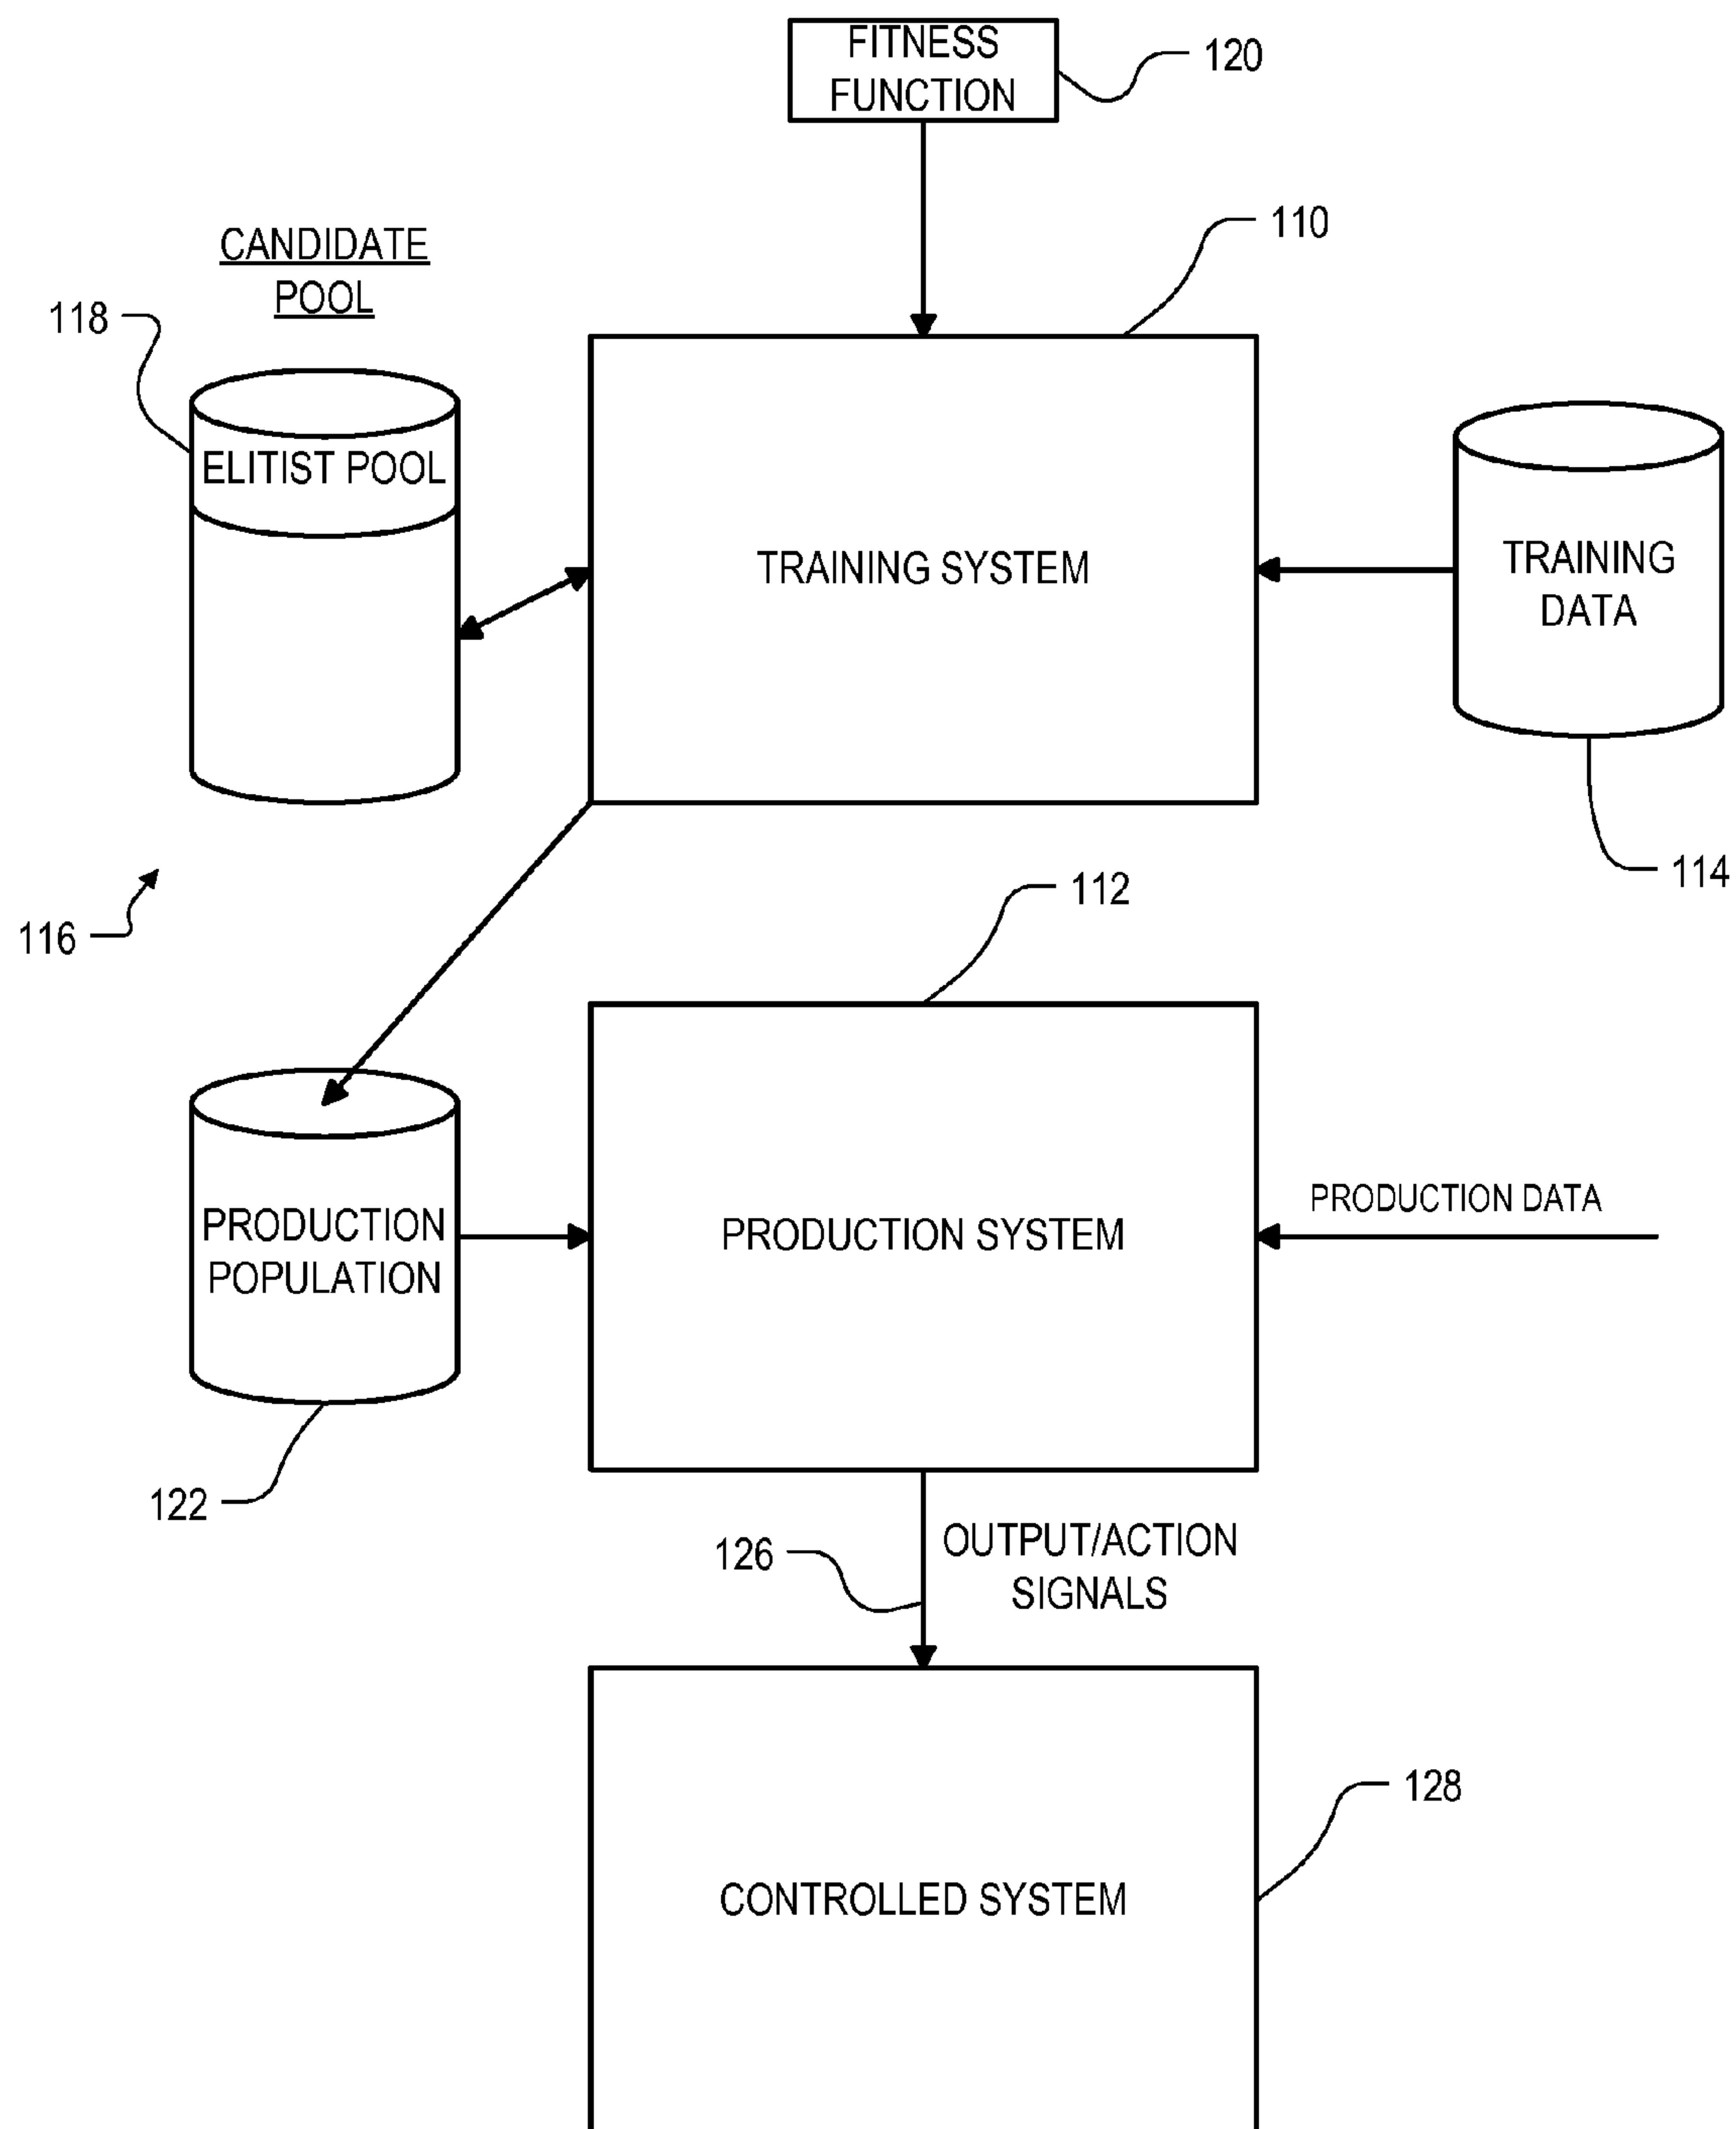 FITNESS
FUNCTION
120
110
CANDIDATE
POOL
118
ELITIST POOL
TRAINING SYSTEM
TRAINING
DATA
114
116
112
PRODUCTION
POPULATION
PRODUCTION SYSTEM
PRODUCTION DATA
122
126
OUTPUT/ACTION
SIGNALS
128
CONTROLLED SYSTEM